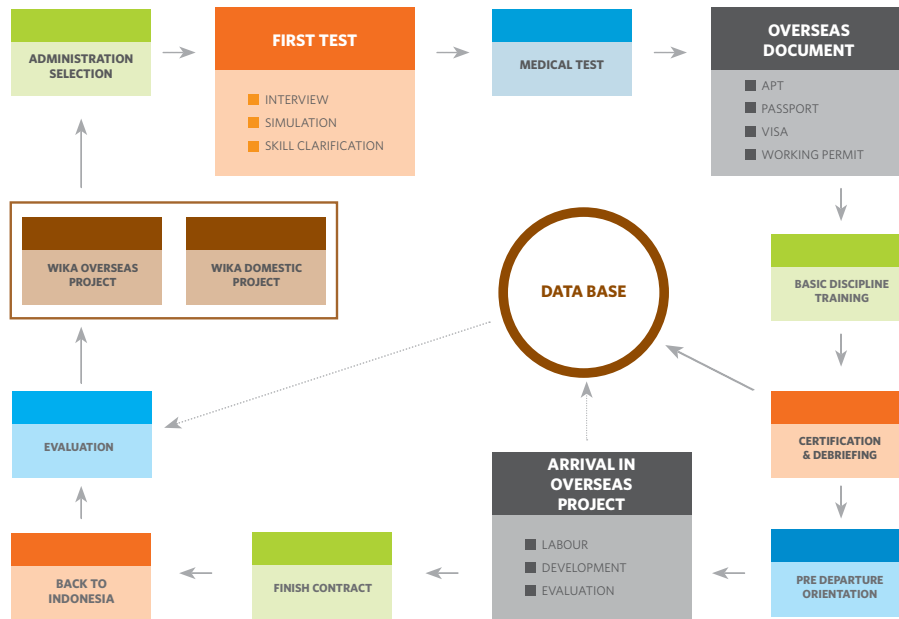 ADMINISTRATION
SELECTION
FIRST TEST
INTERVIEW
SIMULATION
SKILL CLARIFICATION
MEDICAL TEST
OVERSEAS
DOCUMENT
APT
PASSPORT
VISA
WORKING PERMIT
WIKA OVERSEAS
PROJECT
WIKA DOMESTIC
PROJECT
DATA BASE
BASIC DISCIPLINE
TRAINING
EVALUATION
CERTIFICATION
& DEBRIEFING
ARRIVAL IN
OVERSEAS
PROJECT
LABOUR
DEVELOPMENT
EVALUATION
BACK TO
INDONESIA
FINISH CONTRACT
PRE DEPARTURE
ORIENTATION